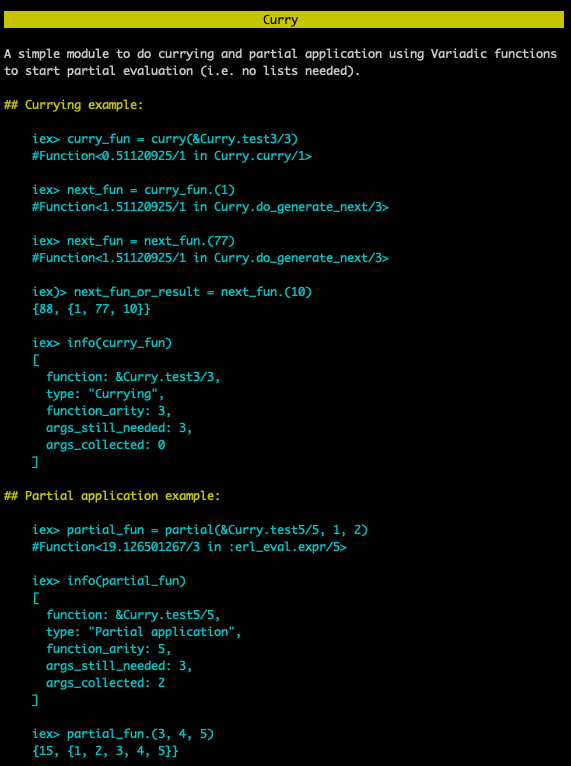 Curry
A simple module to do currying and partial application using Variadic functions
to start partial evaluation (i.e. no lists needed).
## Currying example:
iex> curry_fun = curry(&Curry.test3/3)
#Function<0.51120925/1 in Curry.curry/1>
iex> next_fun = curry_fun.(1)
#Function<1.51120925/1 in Curry.do_generate_next/3>
iex> next_fun = next_fun.(77)
#Function<1.51120925/1 in Curry.do_generate_next/3>
iex)> next_fun_or_result = next_fun.(10)
{88, {1, 77, 10}}
iex> info(curry_fun)
[
function: &Curry.test3/3,
type: "Currying",
function_arity: 3,
args_still_needed: 3,
args_collected: 0
]
## Partial application example:
iex> partial_fun = partial(&Curry.test5/5, 1, 2)
#Function<19.126501267/3 in :erl_eval.expr/5>
iex> info(partial_fun)
[
function: &Curry.test5/5,
type: "Partial application",
function_arity: 5,
args_still_needed: 3,
args_collected: 2
]
iex> partial_fun.(3, 4, 5)
{15, {1, 2, 3, 4, 5}}